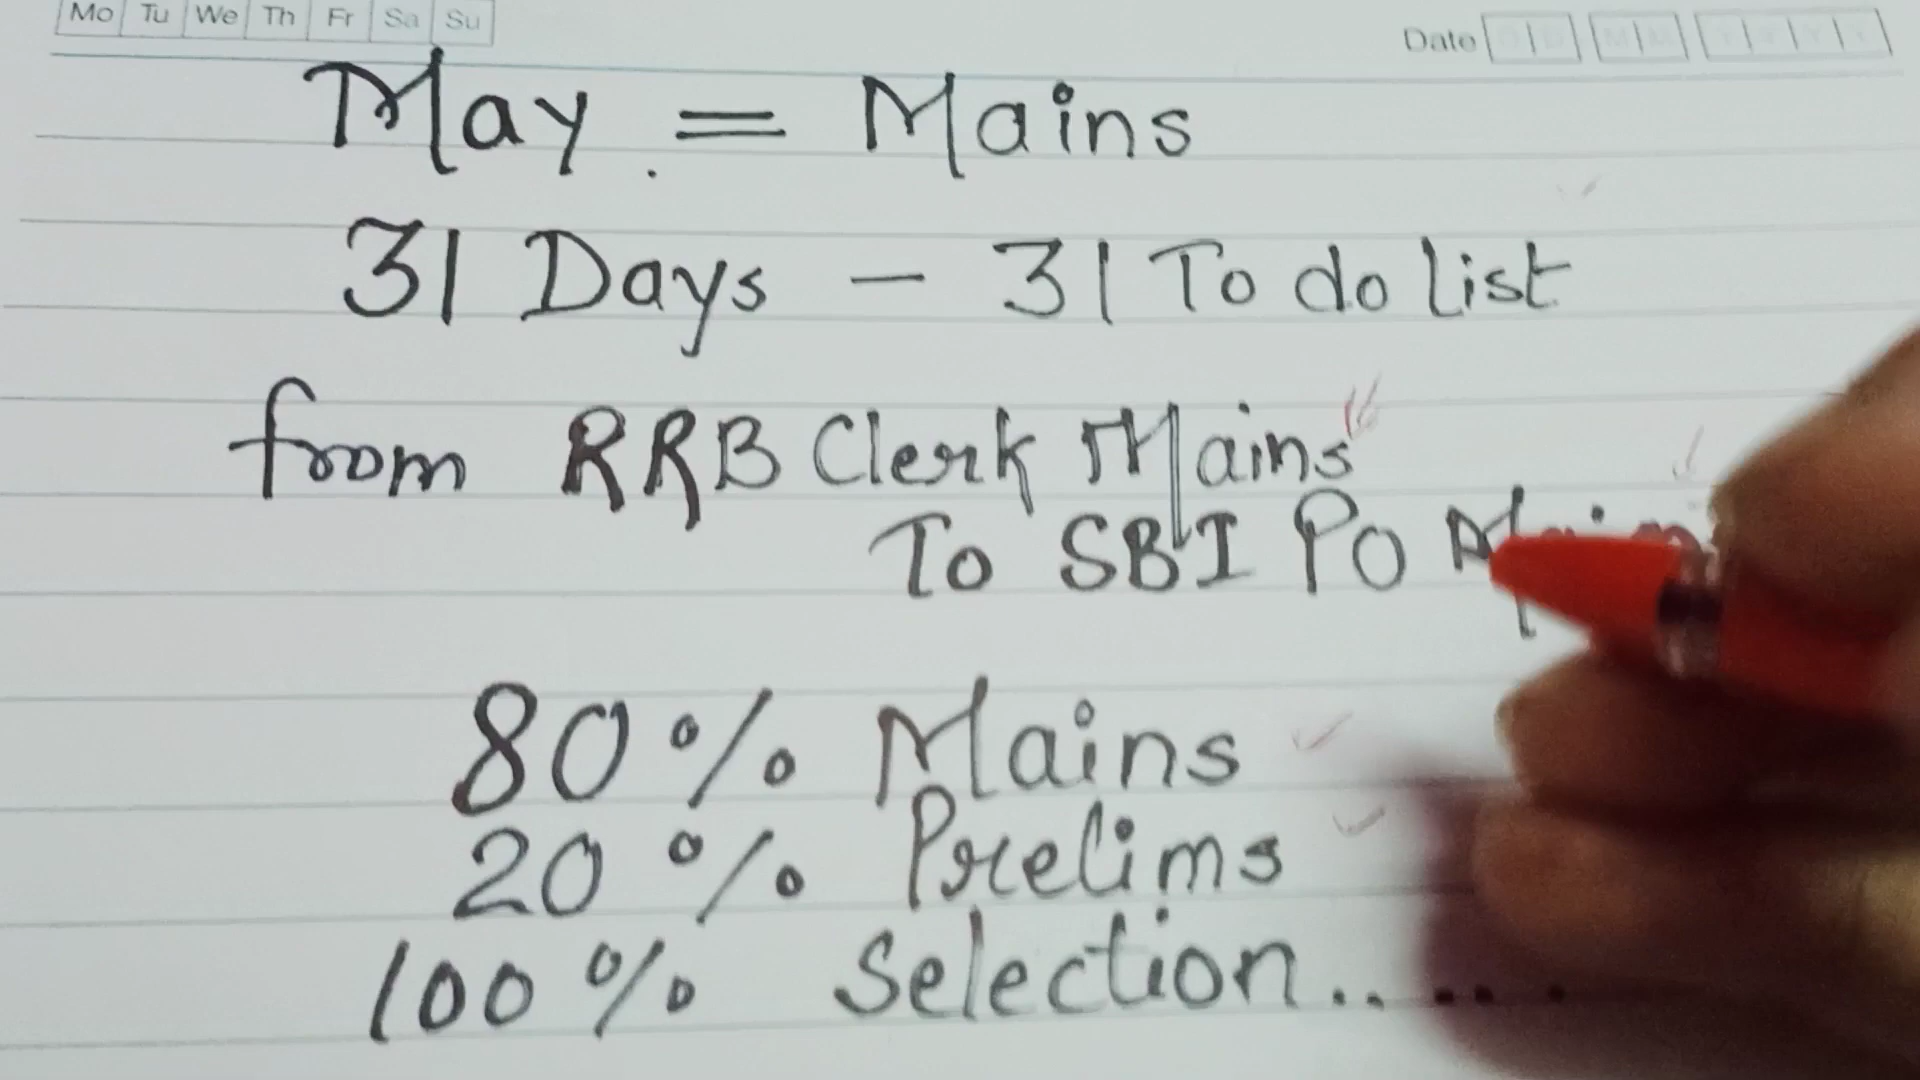 Mo Tu We Th Fr Sa Su
Date
May = Mains
31 Days - 31 To do list
from RRB Clerk Mains
To SBI PO
80% Mains
20% Prelims
100% Selection......